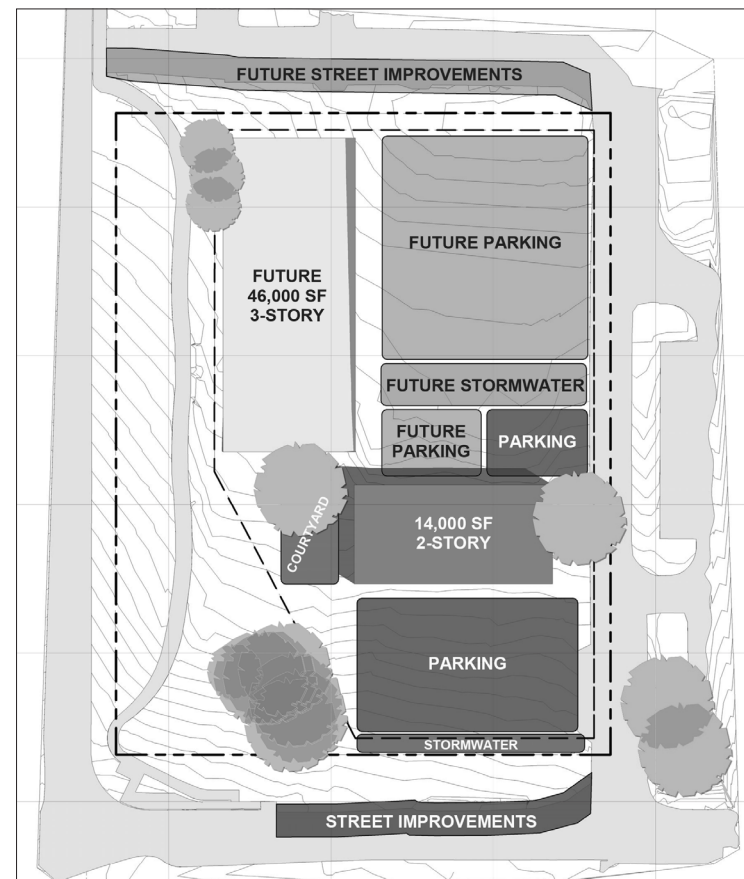 FUTURE STREET IMPROVEMENTS
FUTURE PARKING
FUTURE
46,000 SF
3-STORY
FUTURE STORMWATER
FUTURE
PARKING
PARKING
COURTYARD
14,000 SF
2-STORY
PARKING
STORMWATER
STREET IMPROVEMENTS